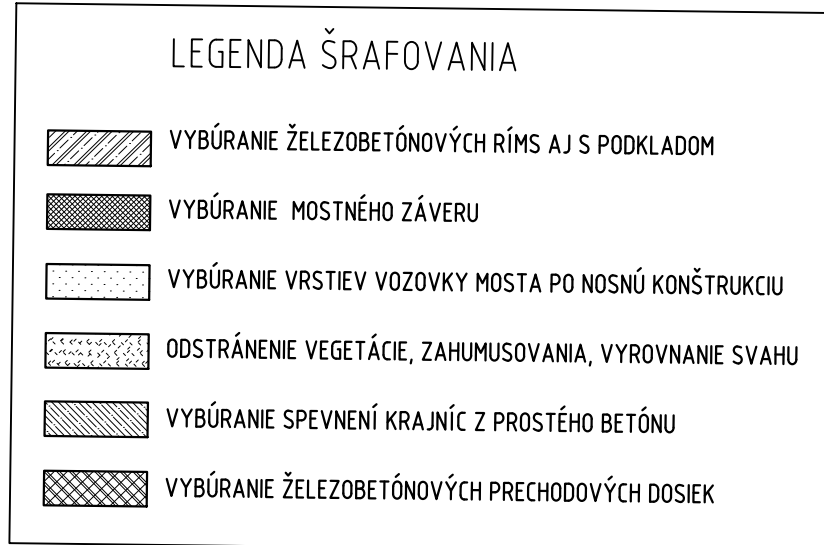 LEGENDA ŠRAFOVANIA
VYBÚRANIE ŽELEZOBETÓNOVÝCH RÍMS AJ S PODKLADOM
VYBÚRANIE MOSTNÉHO ZÁVERU
VYBÚRANIE VRSTIEV VOZOVKY MOSTA PO NOSNÚ KONŠTRUKCIU
ODSTRÁNENIE VEGETÁCIE, ZAHUMUSOVANIA, VYROVNANIE SVAHU
VYBÚRANIE SPEVNENÍ KRAJNÍC Z PROSTÉHO BETÓNU
VYBÚRANIE ŽELEZOBETÓNOVÝCH PRECHODOVÝCH DOSIEK